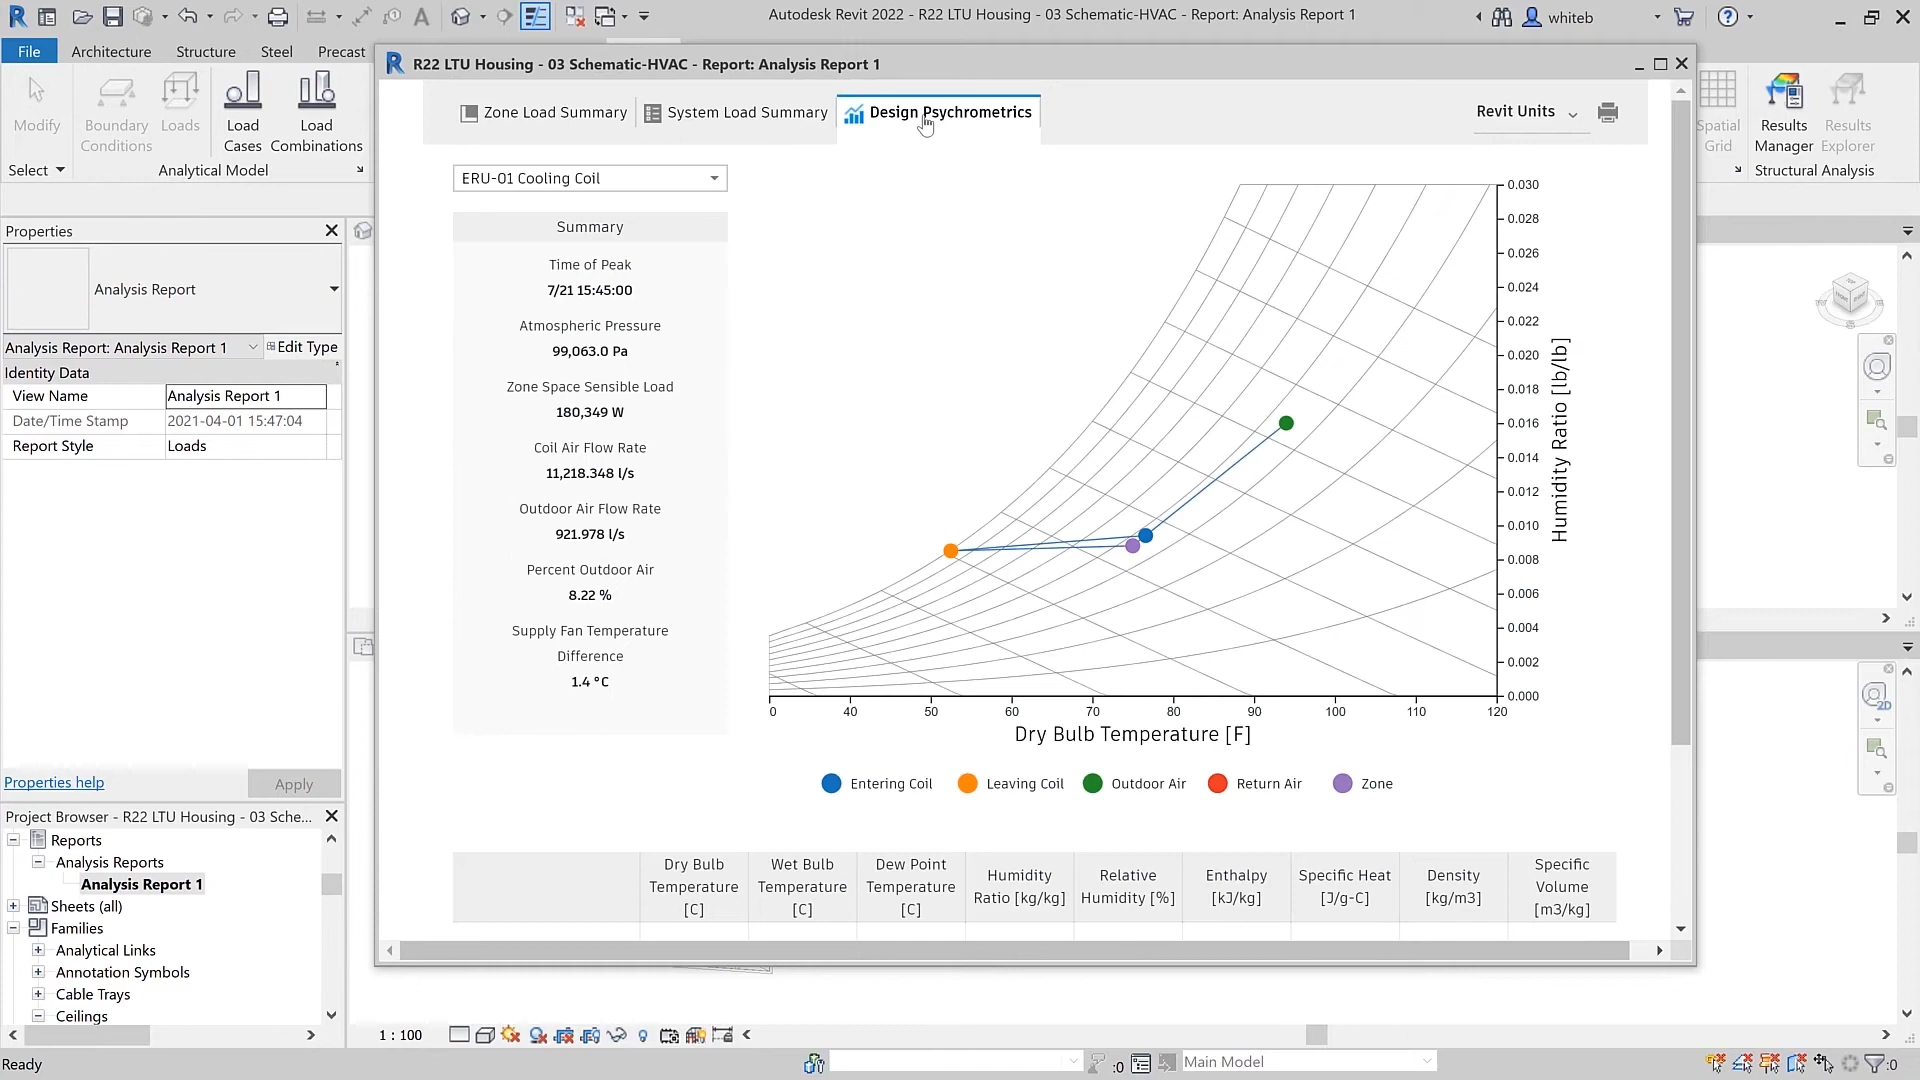 Autodesk Revit 2022 - R22 LTU Housing - 03 Schematic-HVAC - Report: Analysis Report 1
whiteb
File
Architecture
Structure
Steel
Precast
Modify
Boundary
Conditions
Loads
Load
Cases
Load
Combinations
Select
Analytical Model
Spatial
Grid
Results
Manager
Results
Explorer
Structural Analysis
R22 LTU Housing - 03 Schematic-HVAC - Report: Analysis Report 1
Zone Load Summary
System Load Summary
Design Psychrometrics
Revit Units
ERU-01 Cooling Coil
Summary
Time of Peak
7/21 15:45:00
Atmospheric Pressure
99,063.0 Pa
Zone Space Sensible Load
180,349 W
Coil Air Flow Rate
11,218.348 l/s
Outdoor Air Flow Rate
921.978 l/s
Percent Outdoor Air
8.22 %
Supply Fan Temperature
Difference
1.4 °C
0.030
0.028
0.026
0.024
0.022
0.020
0.018
0.016
0.014
0.012
0.010
0.008
0.006
0.004
0.002
0.000
Humidity Ratio [lb/lb]
0 40 50 60 70 80 90 100 110 120
Dry Bulb Temperature [F]
Entering Coil
Leaving Coil
Outdoor Air
Return Air
Zone
Dry Bulb
Temperature
[C]
Wet Bulb
Temperature
[C]
Dew Point
Temperature
[C]
Humidity
Ratio [kg/kg]
Relative
Humidity [%]
Enthalpy
[kJ/kg]
Specific Heat
[J/g-C]
Density
[kg/m3]
Specific
Volume
[m3/kg]
Properties
Analysis Report
Analysis Report: Analysis Report 1
Edit Type
Identity Data
View Name
Analysis Report 1
Date/Time Stamp
2021-04-01 15:47:04
Report Style
Loads
Properties help
Apply
Project Browser - R22 LTU Housing - 03 Sche...
Reports
Analysis Reports
Analysis Report 1
Sheets (all)
Families
Analytical Links
Annotation Symbols
Cable Trays
Ceilings
1 : 100
Ready
:0
Main Model
:0
2D